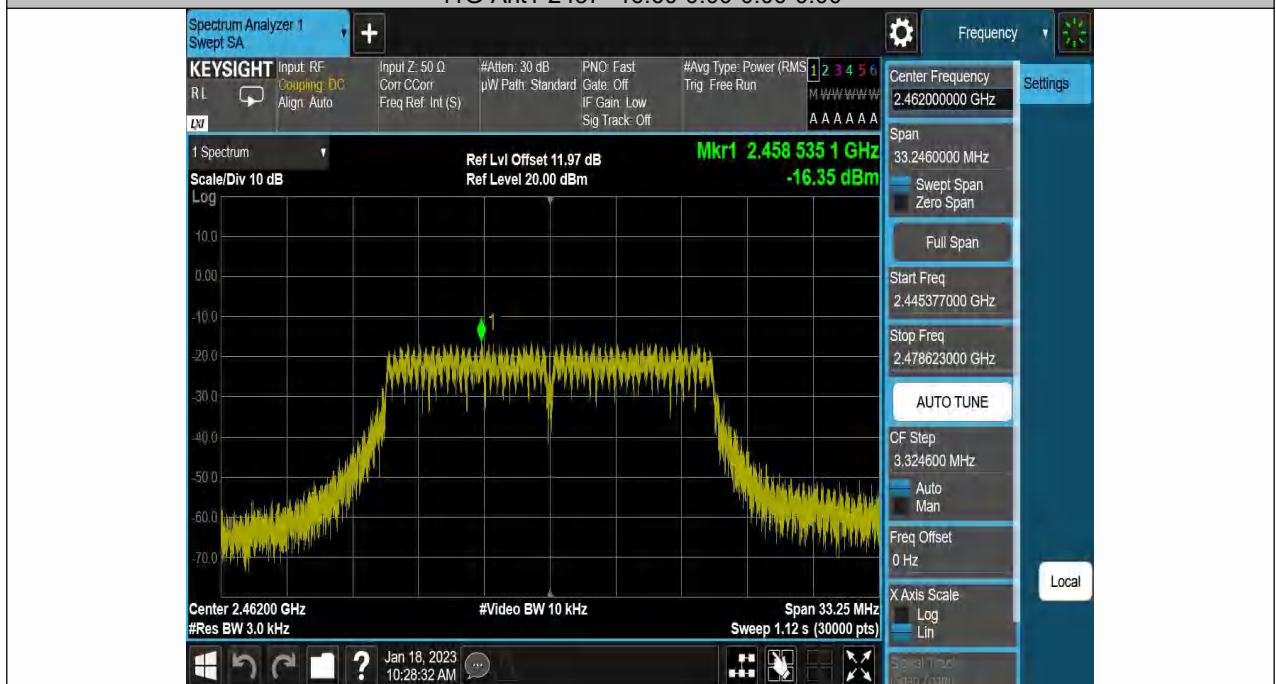 Spectrum Analyzer 1
Swept SA
+
Frequency
KEYSIGHT
RL
LXI
Input: RF
Coupling: DC
Align: Auto
Input Z: 50 Ω
Corr CCorr
Freq Ref: Int (S)
#Atten: 30 dB
µW Path: Standard
PNO: Fast
Gate: Off
IF Gain: Low
Sig Track: Off
#Avg Type: Power (RMS
Trig: Free Run
1 2 3 4 5 6
M W W W W W
A A A A A A
1 Spectrum
Scale/Div 10 dB
Log
Ref Lvl Offset 11.97 dB
Ref Level 20.00 dBm
Mkr1 2.458 535 1 GHz
-16.35 dBm
10.0
0.00
-10.0
-20.0
-30.0
-40.0
-50.0
-60.0
-70.0
1
Center 2.46200 GHz
#Res BW 3.0 kHz
#Video BW 10 kHz
Span 33.25 MHz
Sweep 1.12 s (30000 pts)
Center Frequency
2.462000000 GHz
Settings
Span
33.2460000 MHz
Swept Span
Zero Span
Full Span
Start Freq
2.445377000 GHz
Stop Freq
2.478623000 GHz
AUTO TUNE
CF Step
3.324600 MHz
Auto
Man
Freq Offset
0 Hz
X Axis Scale
Log
Lin
Local
?
Jan 18, 2023
10:28:32 AM